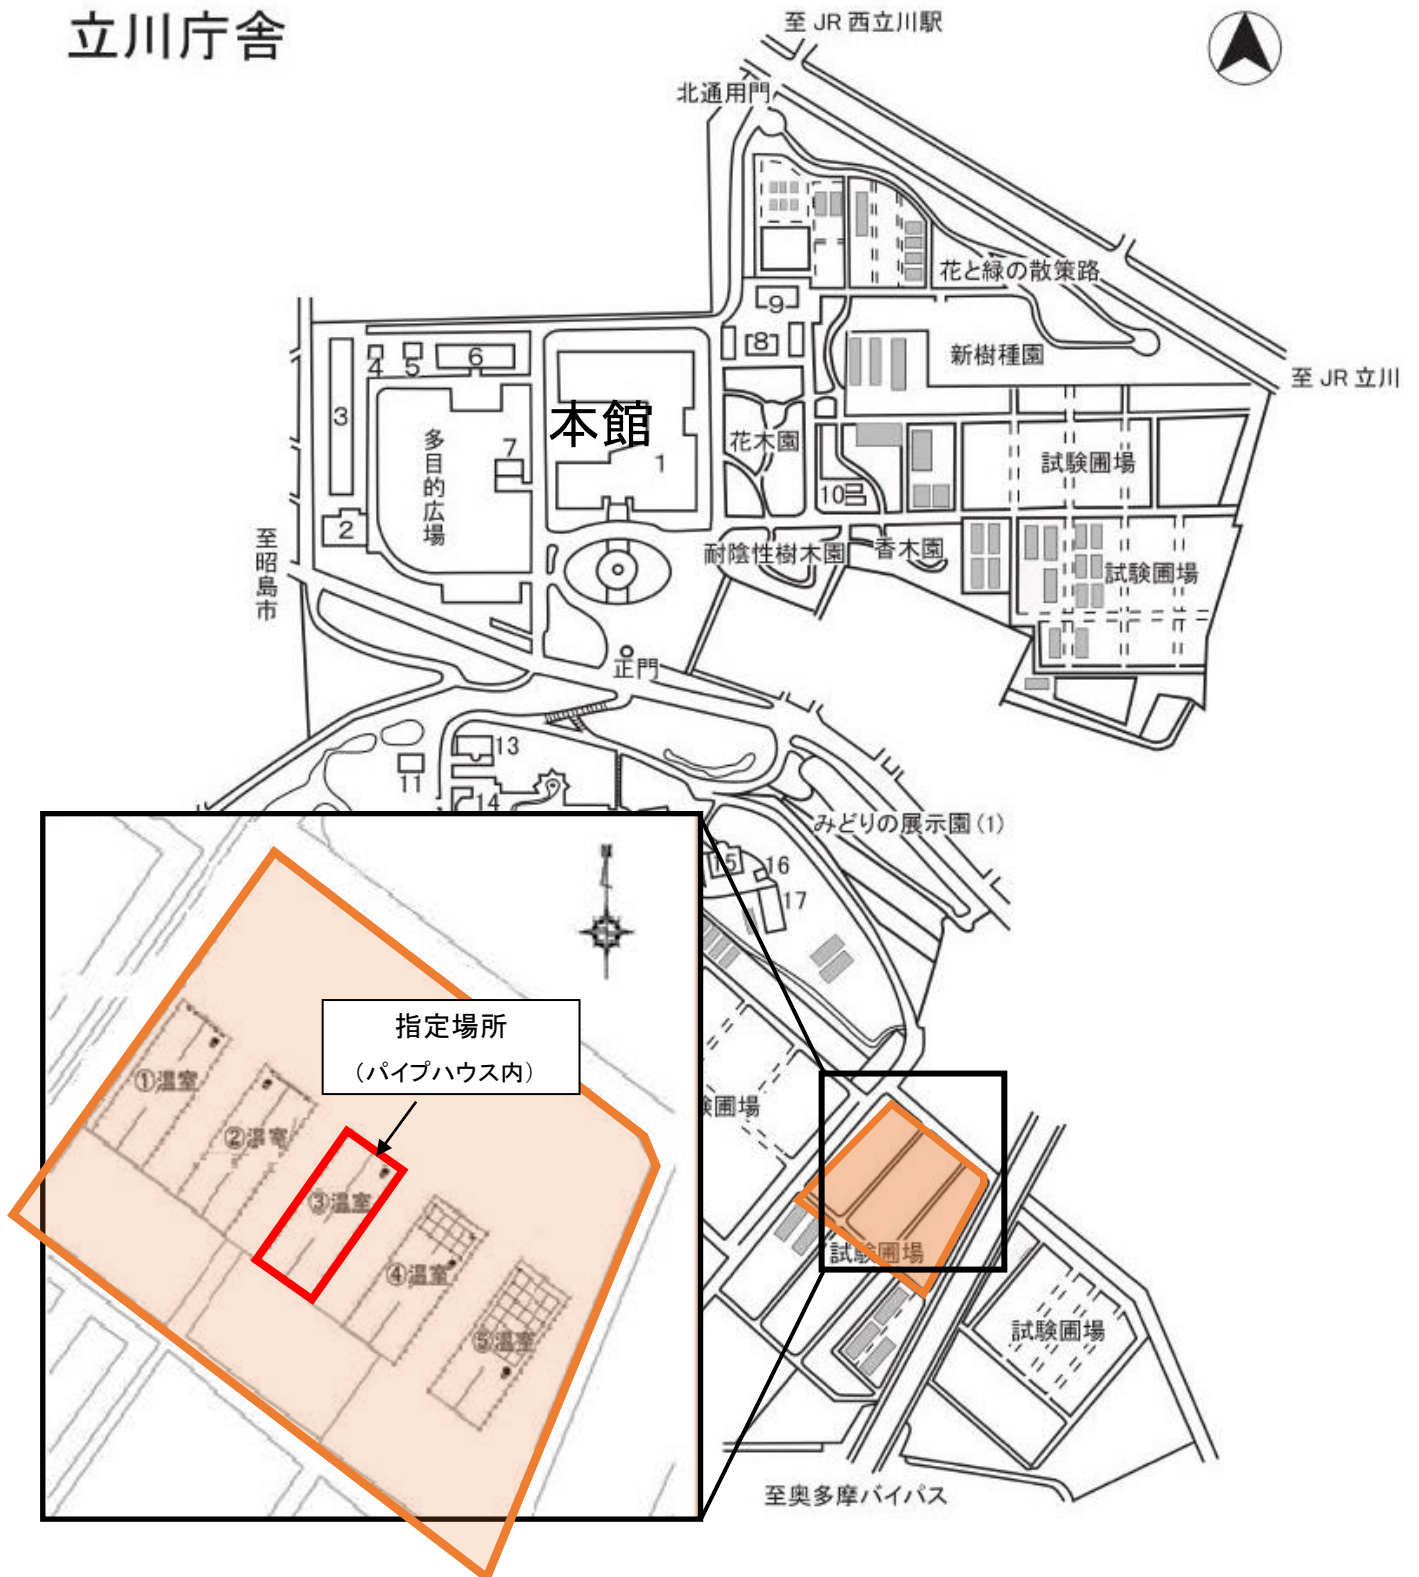 立川庁舎
至 JR 西立川駅
北通用門
花と緑の散策路
9
8
新樹種園
至 JR 立川
4
5
6
3
本館
1
7
多目的広場
花木園
試験圃場
10
2
至昭島市
耐陰性樹木園
香木園
試験圃場
正門
13
11
14
みどりの展示園(1)
15
16
17
N
指定場所
(パイプハウス内)
①温室
②温室
③温室
④温室
⑤温室
験圃場
試験圃場
試験圃場
至奥多摩バイパス